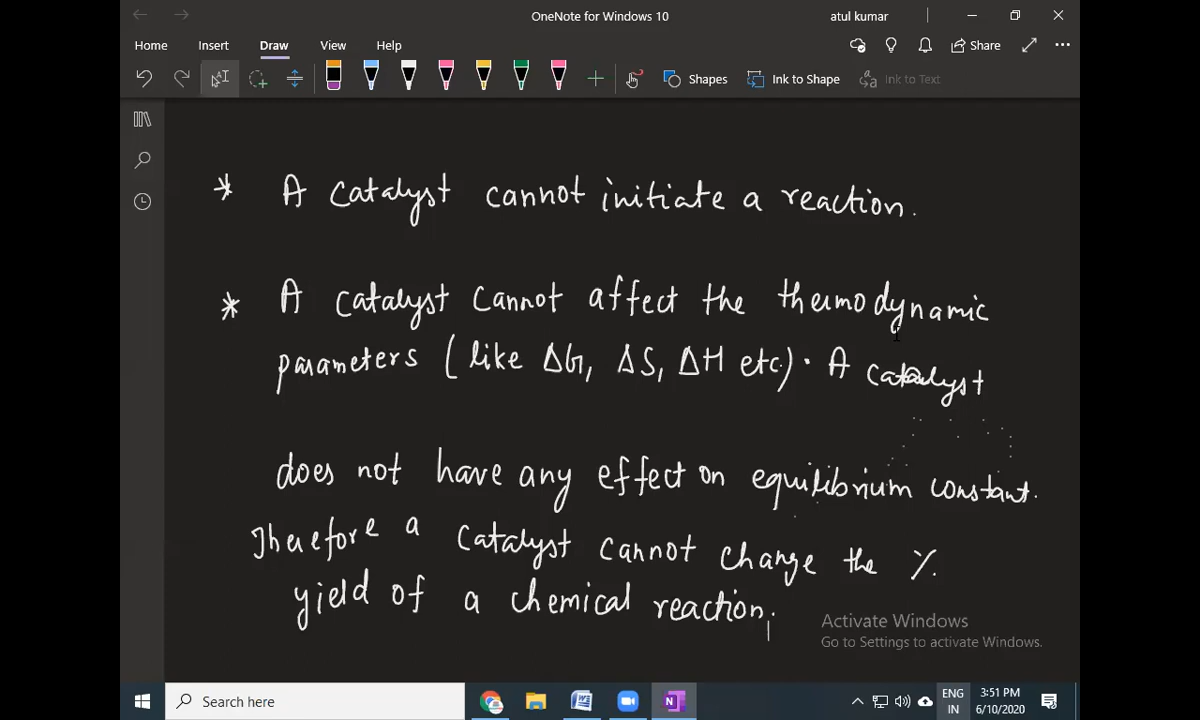 OneNote for Windows 10
atul kumar
Home Insert Draw View Help
Share
Shapes
Ink to Shape
Ink to Text
* A catalyst cannot initiate a reaction.
* A catalyst cannot affect the thermodynamic
parameters (like ΔG, ΔS, ΔH etc.). A catalyst
does not have any effect on equilibrium constant.
Therefore a catalyst cannot change the %
yield of a chemical reaction.
Activate Windows
Go to Settings to activate Windows.
Search here
ENG
IN
3:51 PM
6/10/2020